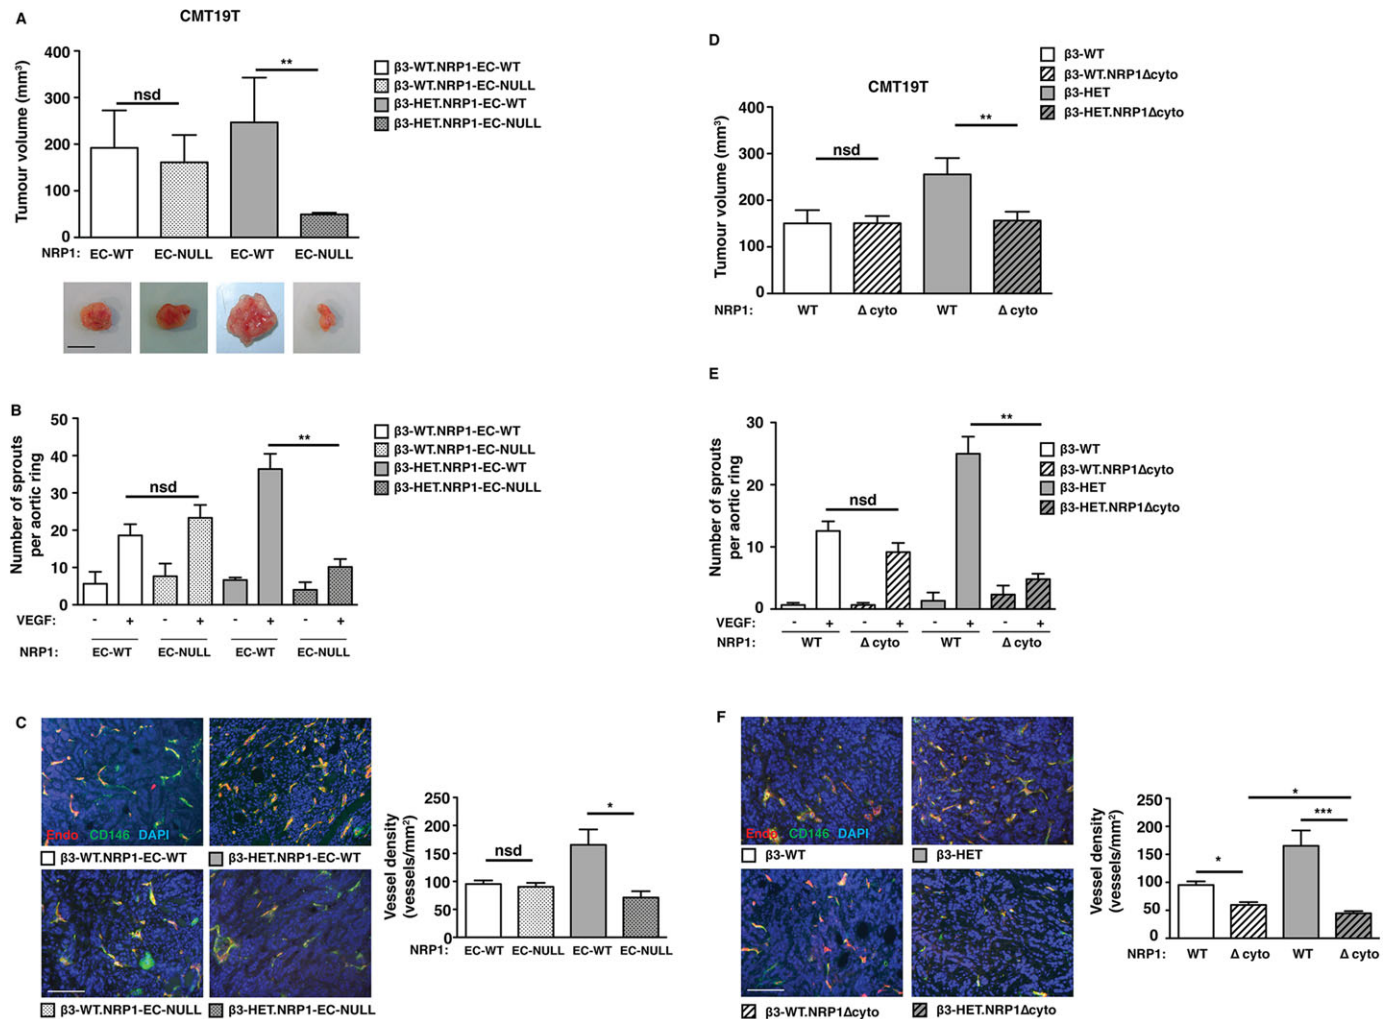 A
CMT19T
Tumour volume (mm³)
400
300
200
100
0
nsd
**
β3-WT.NRP1-EC-WT
β3-WT.NRP1-EC-NULL
β3-HET.NRP1-EC-WT
β3-HET.NRP1-EC-NULL
NRP1: EC-WT EC-NULL EC-WT EC-NULL
B
Number of sprouts
per aortic ring
50
40
30
20
10
0
nsd
**
β3-WT.NRP1-EC-WT
β3-WT.NRP1-EC-NULL
β3-HET.NRP1-EC-WT
β3-HET.NRP1-EC-NULL
VEGF: - + - + - + - +
NRP1: EC-WT EC-NULL EC-WT EC-NULL
C
Endo CD146 DAPI
β3-WT.NRP1-EC-WT β3-HET.NRP1-EC-WT
β3-WT.NRP1-EC-NULL β3-HET.NRP1-EC-NULL
Vessel density
(vessels/mm²)
250
200
150
100
50
0
nsd
*
NRP1: EC-WT EC-NULL EC-WT EC-NULL
D
CMT19T
Tumour volume (mm³)
400
300
200
100
0
nsd
**
β3-WT
β3-WT.NRP1Δcyto
β3-HET
β3-HET.NRP1Δcyto
NRP1: WT Δ cyto WT Δ cyto
E
Number of sprouts
per aortic ring
30
20
10
0
nsd
**
β3-WT
β3-WT.NRP1Δcyto
β3-HET
β3-HET.NRP1Δcyto
VEGF: - + - + - + - +
NRP1: WT Δ cyto WT Δ cyto
F
Endo CD146 DAPI
β3-WT β3-HET
β3-WT.NRP1Δcyto β3-HET.NRP1Δcyto
Vessel density
(vessels/mm²)
250
200
150
100
50
0
*
*
***
NRP1: WT Δ cyto WT Δ cyto